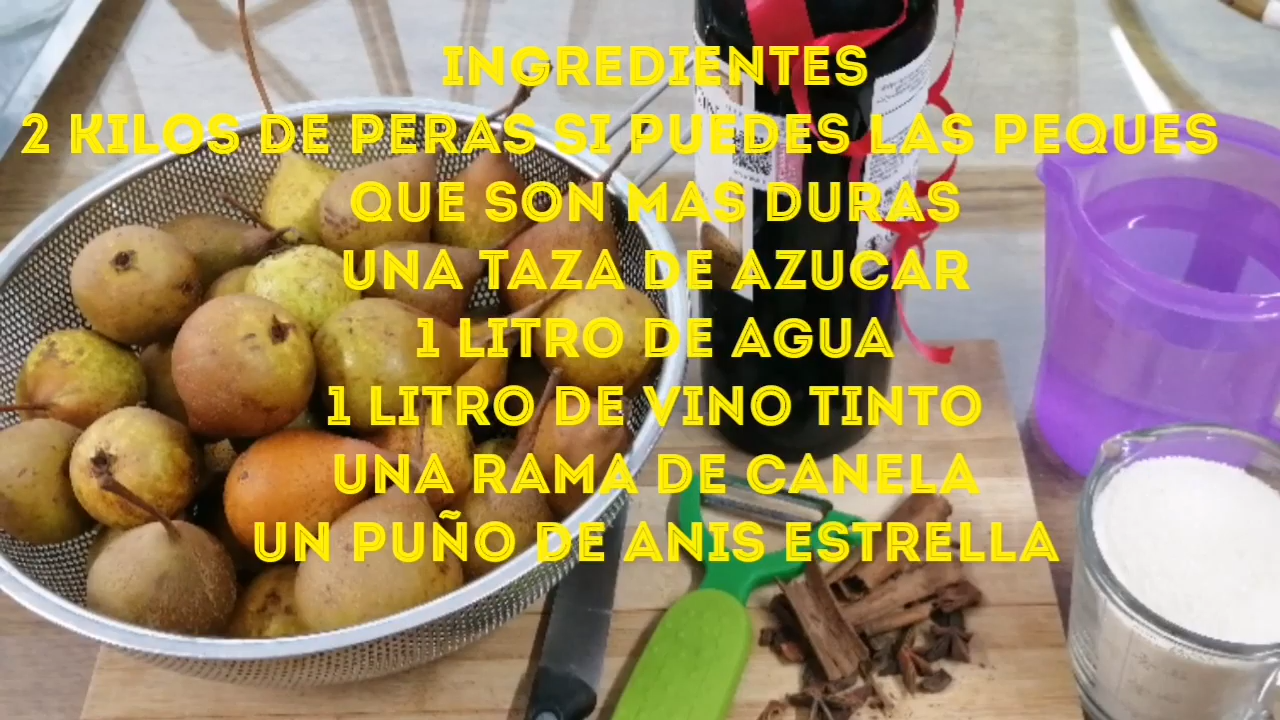 INGREDIENTES
2 KILOS DE PERAS SI PUEDES LAS PEQUES
QUE SON MAS DURAS
UNA TAZA DE AZUCAR
1 LITRO DE AGUA
1 LITRO DE VINO TINTO
UNA RAMA DE CANELA
UN PUÑO DE ANIS ESTRELLA